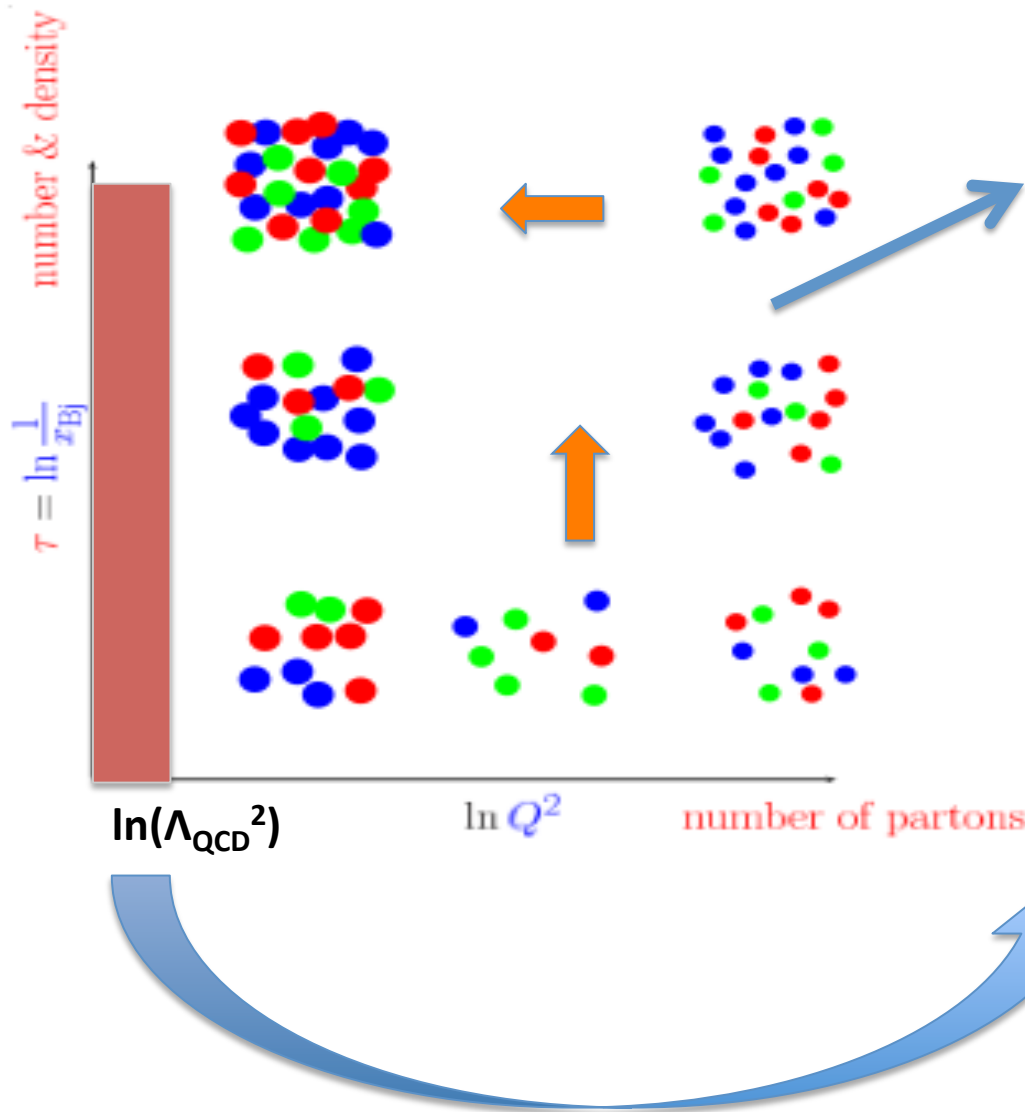 number & density
τ = ln 1/x_Bj
ln(Λ_QCD²)
ln Q²
number of partons